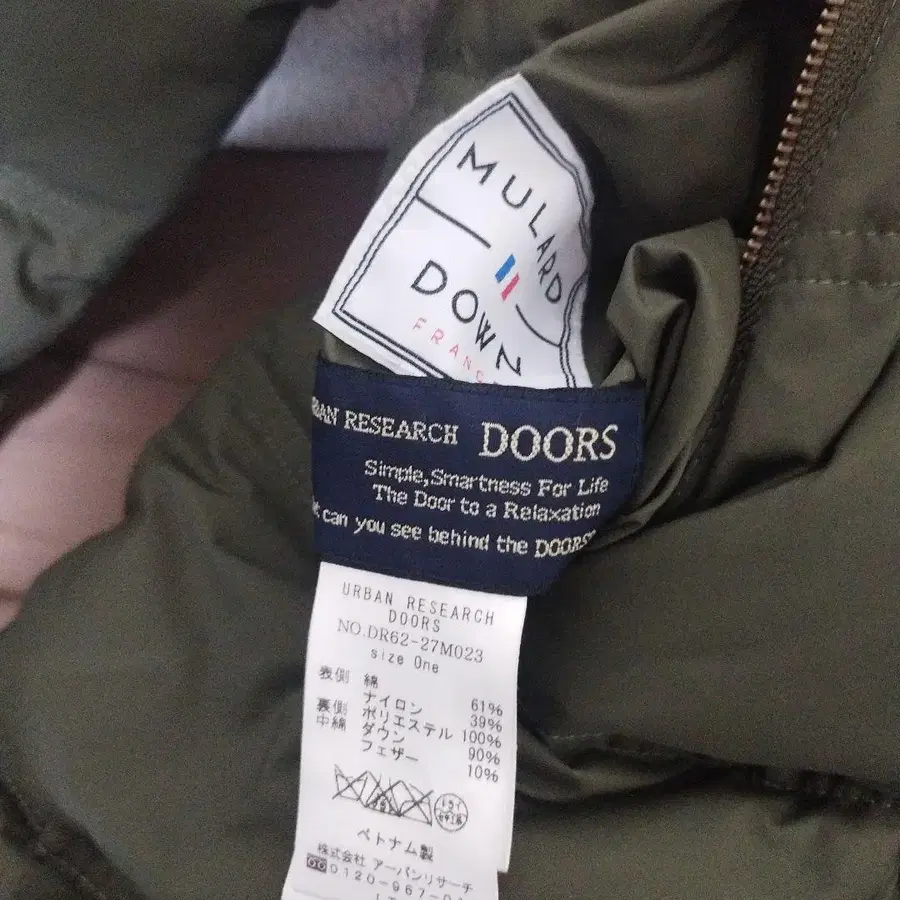 MULARD
DOWN
FRANC
RBAN RESEARCH DOORS
Simple,Smartness For Life
The Door to a Relaxation
can you see behind the DOORS
URBAN RESEARCH
DOORS
NO.DR62-27M023
size One
表側 綿 61%
ナイロン 39%
裏側 ポリエステル 100%
中綿 ダウン 90%
フェザー 10%
ベトナム製
株式会社 アーバンリサーチ
0120-967-0